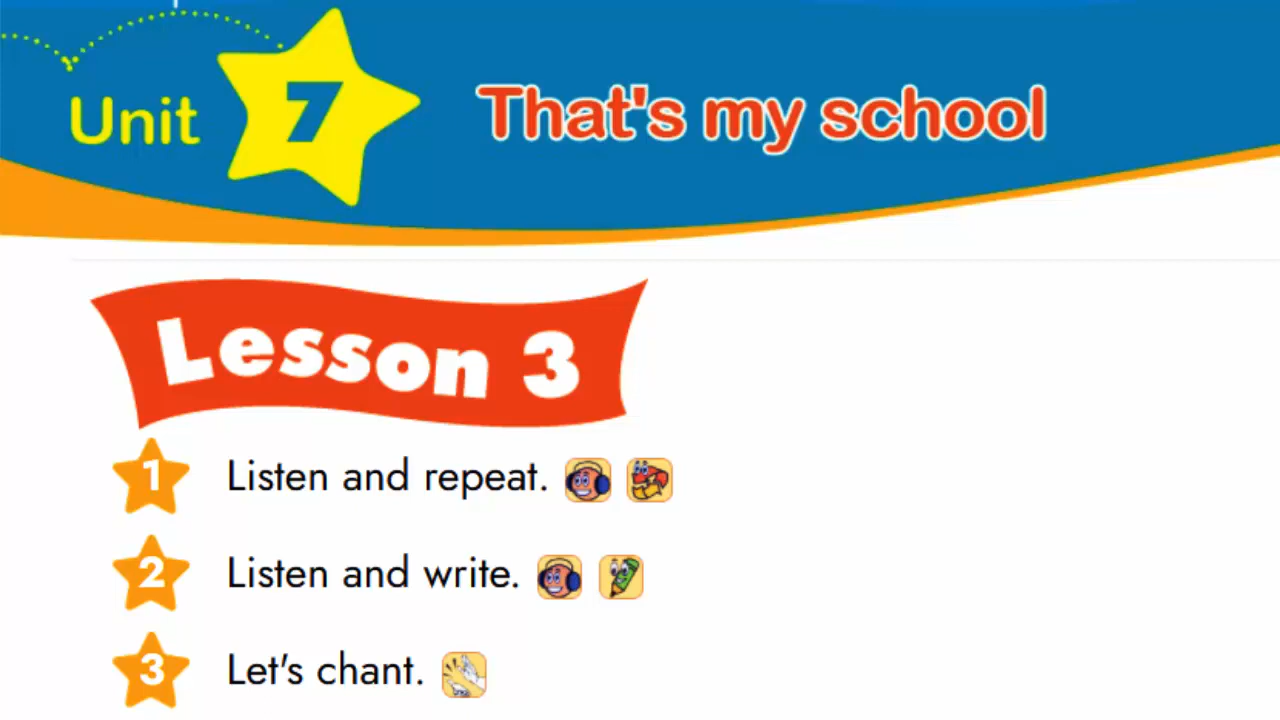 Unit 7 That's my school
Lesson 3
1 Listen and repeat.
2 Listen and write.
3 Let's chant.